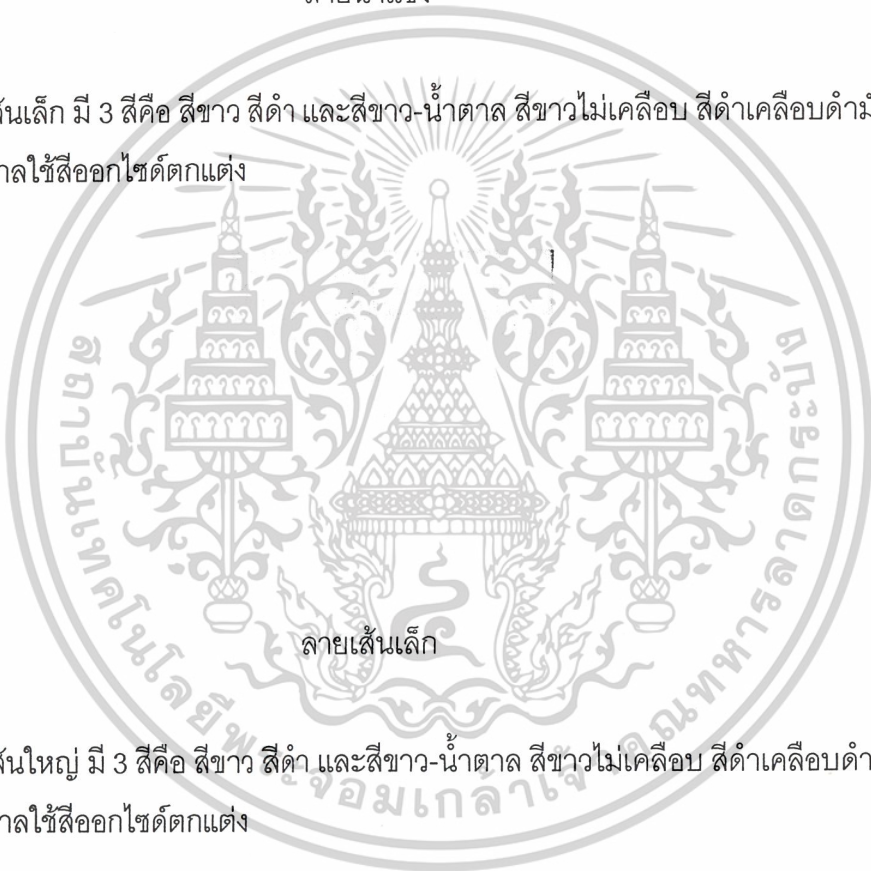 ส้นเล็ก มี 3 สีคือ สีขาว สีดำ และสีขาว-น้ำตาล สีขาวไม่เคลือบ สีดำเคลือบดำมั
าลใช้สีออกไซด์ตกแต่ง
ลายเส้นเล็ก
ส้นใหญ่ มี 3 สีคือ สีขาว สีดำ และสีขาว-น้ำตาล สีขาวไม่เคลือบ สีดำเคลือบดำ
าลใช้สีออกไซด์ตกแต่ง
สถาบันเทคโนโลยีพระจอมเกล้าเจ้าคุณทหารลาดกระบัง